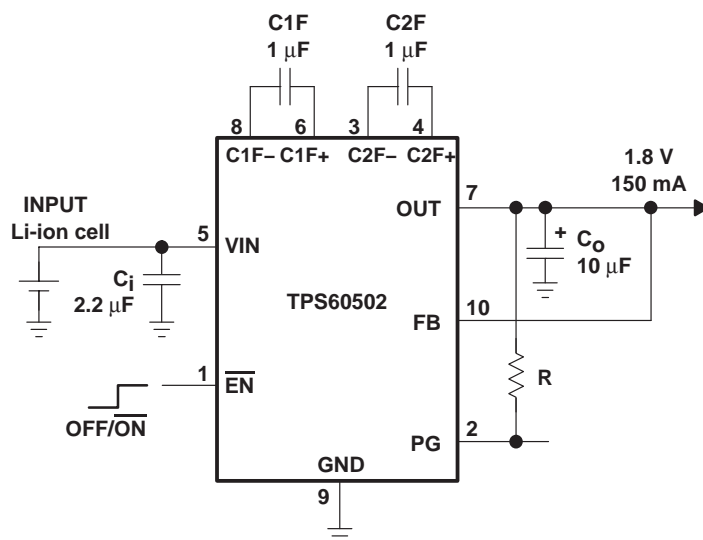 C1F
1 μF
C2F
1 μF
8 6 3 4
C1F− C1F+ C2F− C2F+
1.8 V
150 mA
7
OUT
INPUT
Li-ion cell
5
VIN
+ Co
10 μF
Ci
2.2 μF
TPS60502
10
FB
1
EN
R
OFF/ON
2
PG
GND
9